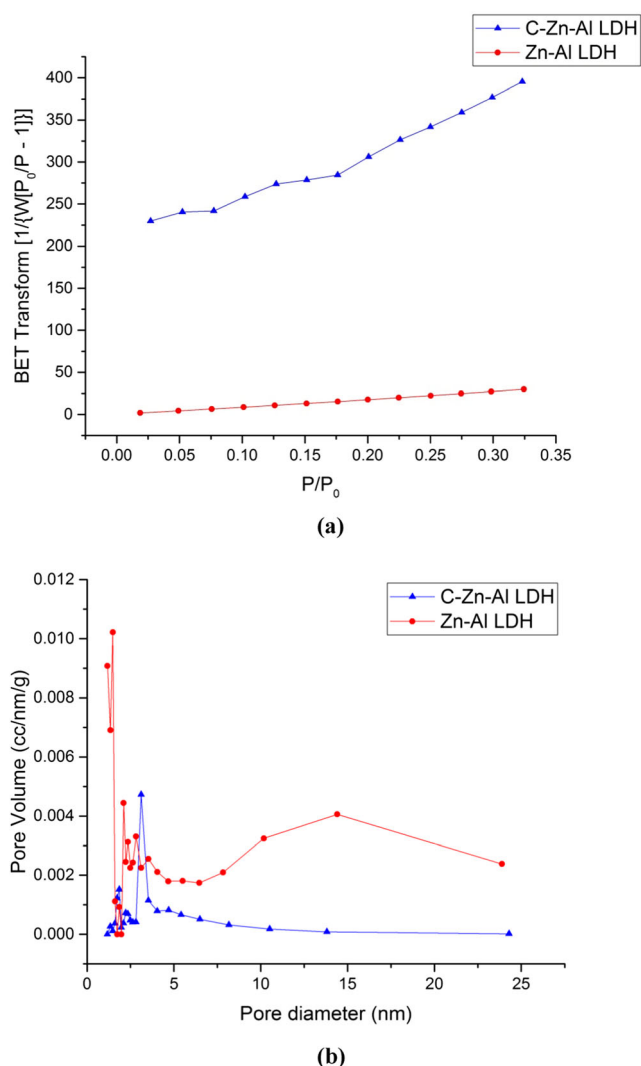 C-Zn-Al LDH
Zn-Al LDH
BET Transform [1/{W[P₀/P - 1]}]
400
350
300
250
200
150
100
50
0
0.00 0.05 0.10 0.15 0.20 0.25 0.30 0.35
P/P₀
(a)
C-Zn-Al LDH
Zn-Al LDH
Pore Volume (cc/nm/g)
0.012
0.010
0.008
0.006
0.004
0.002
0.000
0 5 10 15 20 25
Pore diameter (nm)
(b)